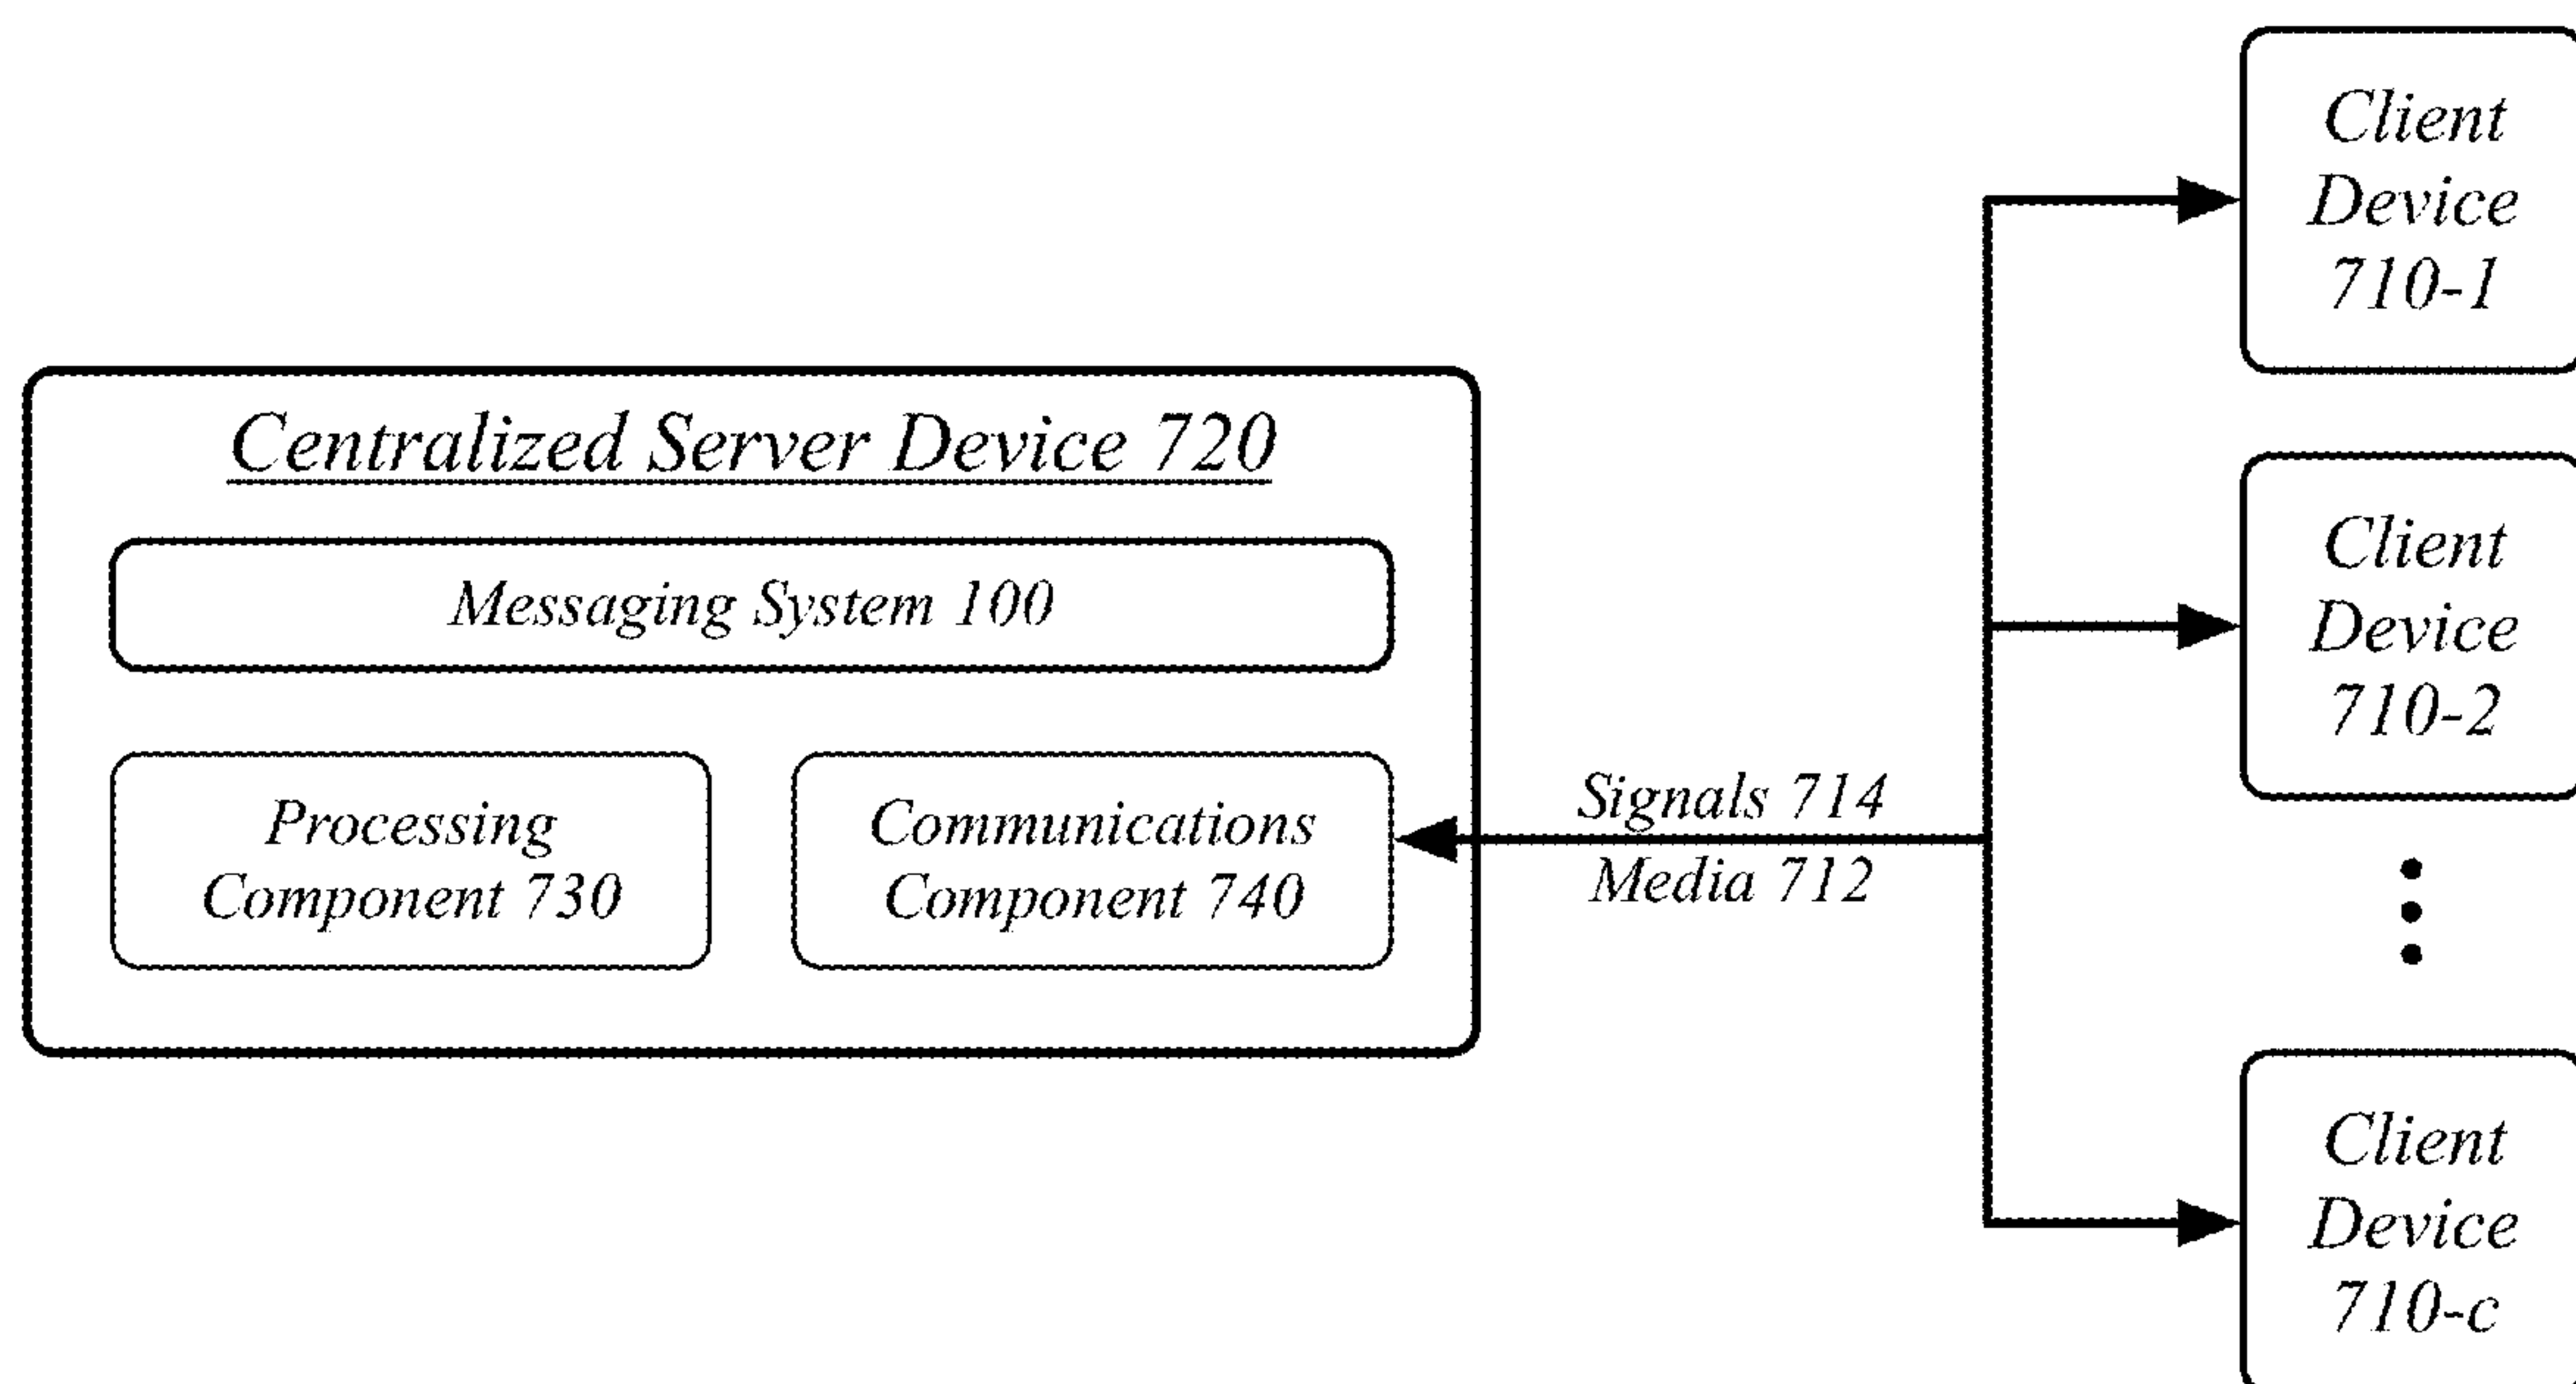 Centralized Server Device 720
Messaging System 100
Processing
Component 730
Communications
Component 740
Signals 714
Media 712
Client
Device
710-1
Client
Device
710-2
Client
Device
710-c